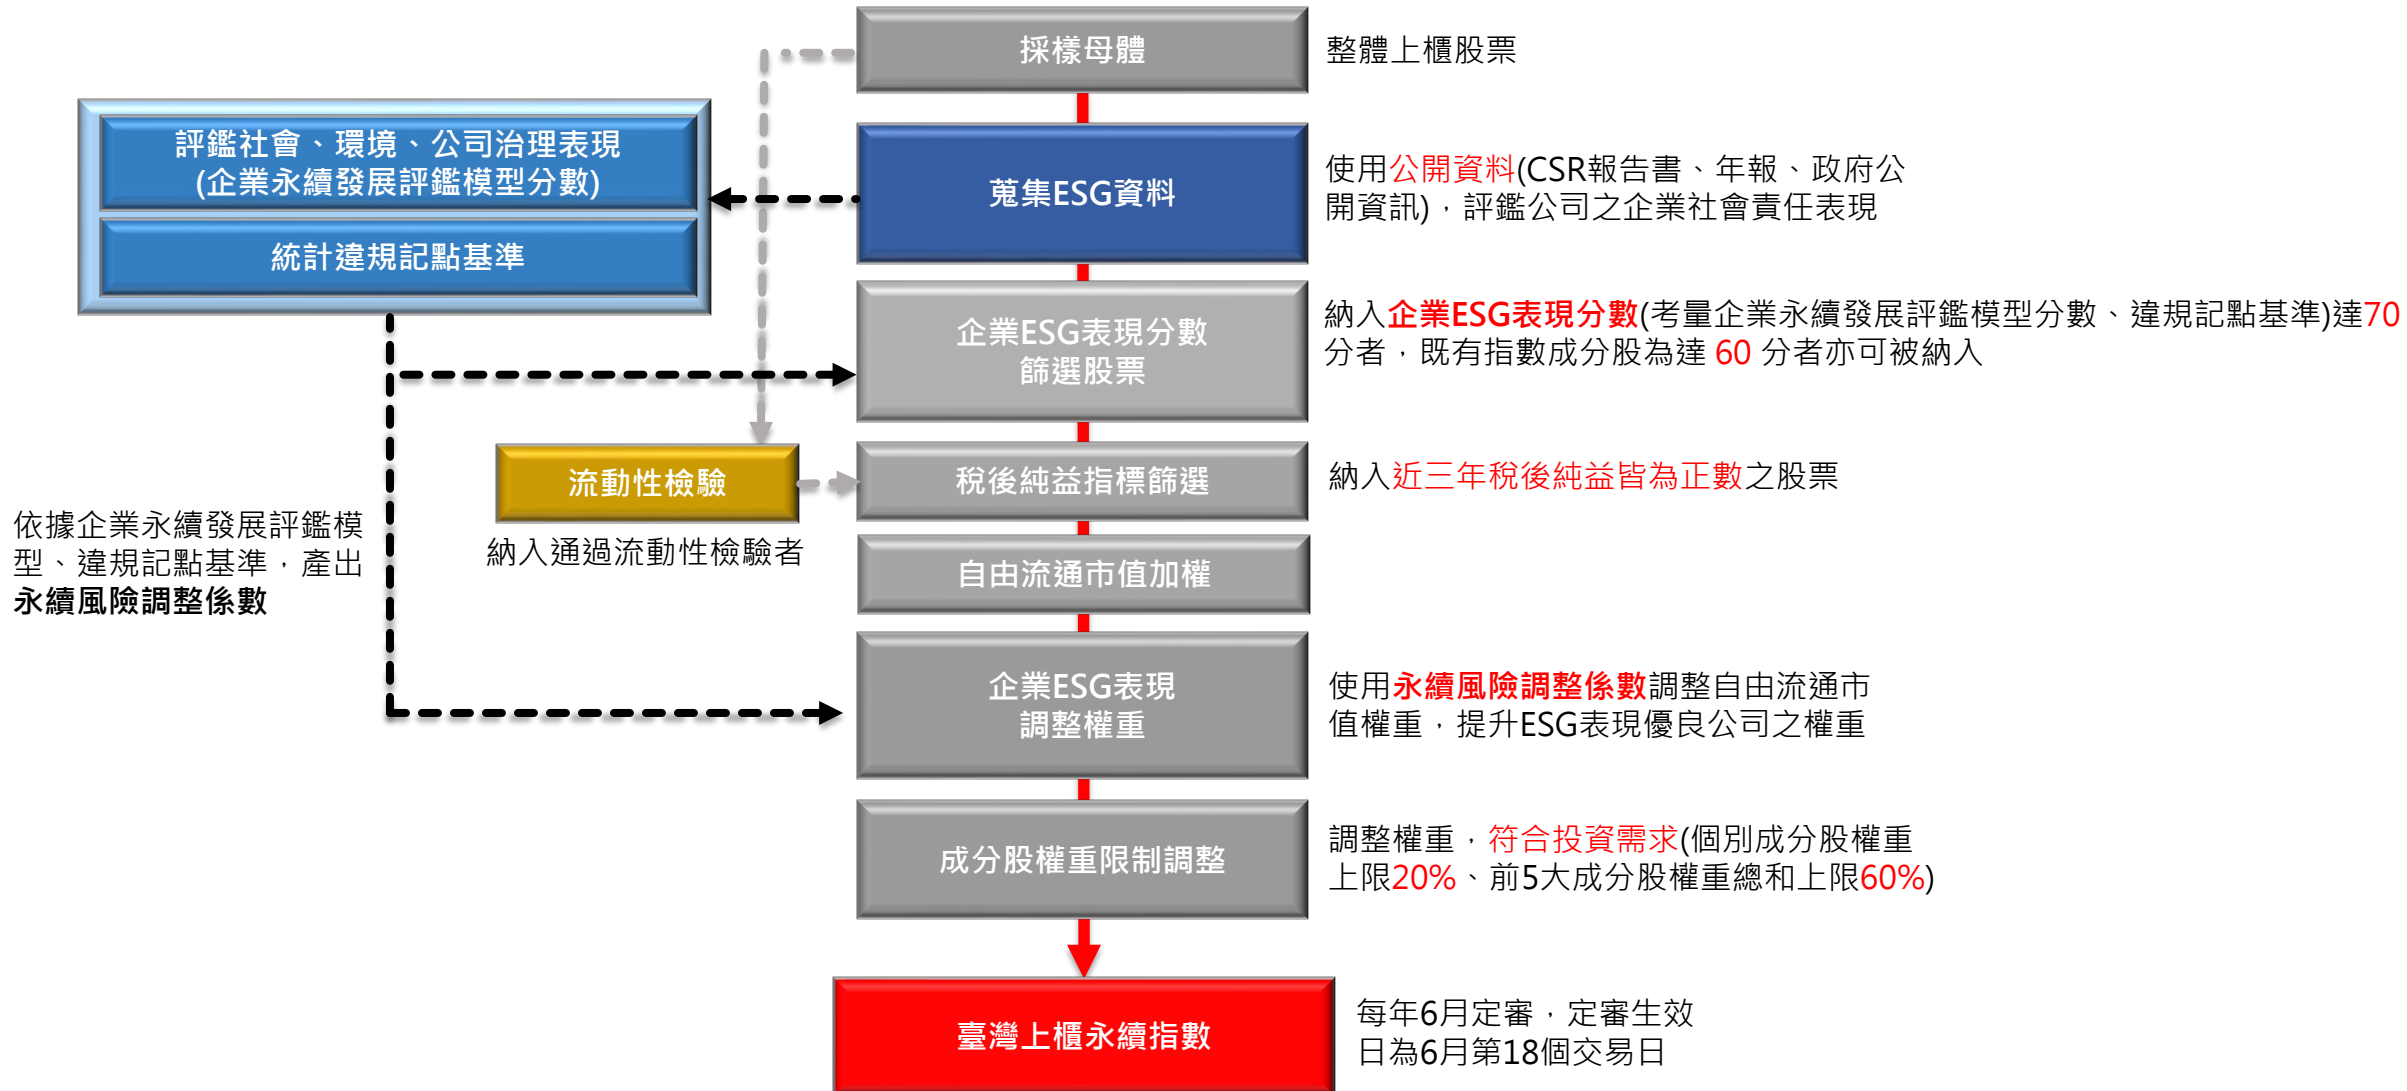 採樣母體
整體上櫃股票
評鑑社會、環境、公司治理表現
(企業永續發展評鑑模型分數)
統計違規記點基準
蒐集ESG資料
使用公開資料(CSR報告書、年報、政府公
開資訊)，評鑑公司之企業社會責任表現
企業ESG表現分數
篩選股票
納入企業ESG表現分數(考量企業永續發展評鑑模型分數、違規記點基準)達70
分者，既有指數成分股為達 60 分者亦可被納入
流動性檢驗
納入通過流動性檢驗者
稅後純益指標篩選
納入近三年稅後純益皆為正數之股票
依據企業永續發展評鑑模
型、違規記點基準，產出
永續風險調整係數
自由流通市值加權
企業ESG表現
調整權重
使用永續風險調整係數調整自由流通市
值權重，提升ESG表現優良公司之權重
成分股權重限制調整
調整權重，符合投資需求(個別成分股權重
上限20%、前5大成分股權重總和上限60%)
臺灣上櫃永續指數
每年6月定審，定審生效
日為6月第18個交易日